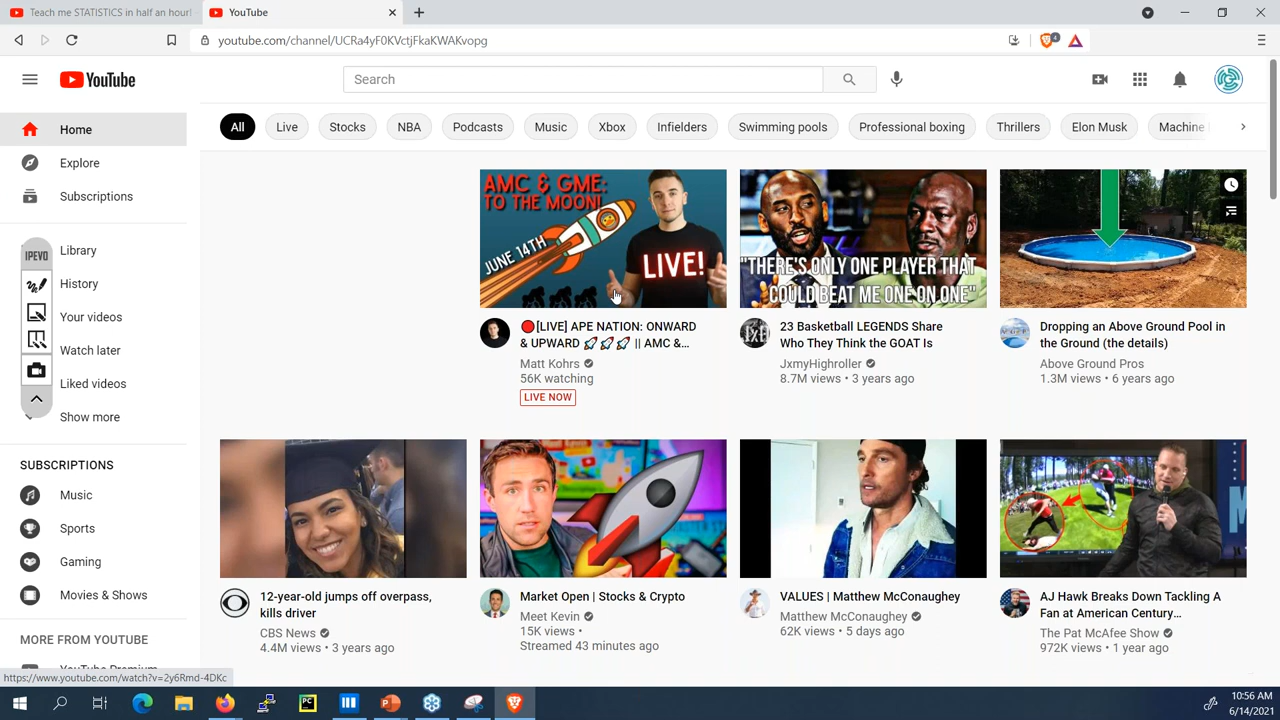 Teach me STATISTICS in half an hour!
YouTube
youtube.com/channel/UCRa4yF0KVctjFkaKWAKvopg
4
YouTube
Search
All
Live
Stocks
NBA
Podcasts
Music
Xbox
Infielders
Swimming pools
Professional boxing
Thrillers
Elon Musk
Machine
Home
Explore
Subscriptions
IPEVO
Library
History
Your videos
Watch later
Liked videos
Show more
SUBSCRIPTIONS
Music
Sports
Gaming
Movies & Shows
MORE FROM YOUTUBE
YouTube Premium
AMC & GME:
TO THE MOON!
JUNE 14TH
LIVE!
🔴[LIVE] APE NATION: ONWARD
& UPWARD 🚀🚀🚀 || AMC &...
Matt Kohrs
56K watching
LIVE NOW
"THERE'S ONLY ONE PLAYER THAT
COULD BEAT ME ONE ON ONE"
23 Basketball LEGENDS Share
Who They Think the GOAT Is
JxmyHighroller
8.7M views • 3 years ago
Dropping an Above Ground Pool in
the Ground (the details)
Above Ground Pros
1.3M views • 6 years ago
12-year-old jumps off overpass,
kills driver
CBS News
4.4M views • 3 years ago
Market Open | Stocks & Crypto
Meet Kevin
15K views •
Streamed 43 minutes ago
VALUES | Matthew McConaughey
Matthew McConaughey
62K views • 5 days ago
AJ Hawk Breaks Down Tackling A
Fan at American Century...
The Pat McAfee Show
972K views • 1 year ago
https://www.youtube.com/watch?v=2y6Rmd-4DKc
PC
10:56 AM
6/14/2021